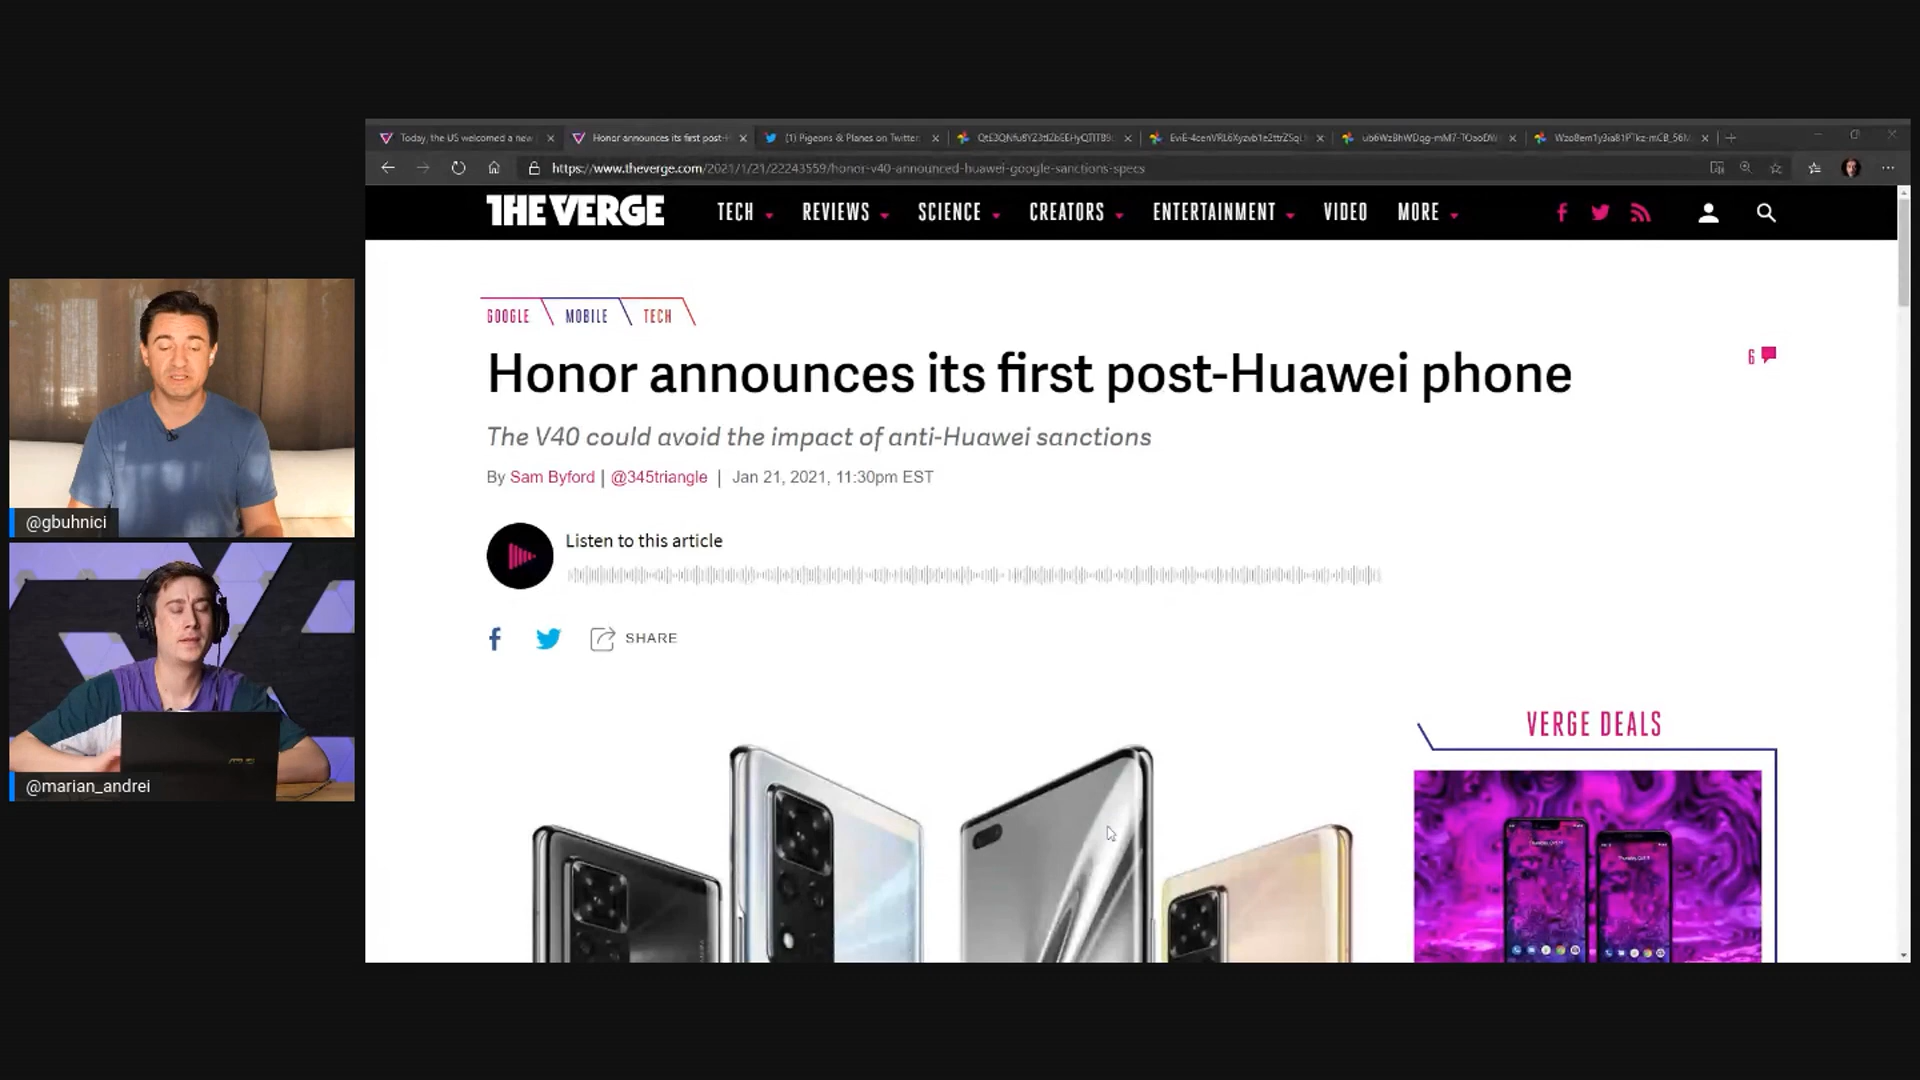 Today, the US welcomed a new
Honor announces its first post-
(1) Pigeons & Planes on Twitter
https://www.theverge.com/2021/1/21/22243559/honor-v40-announced-huawei-google-sanctions-specs
THE VERGE
TECH
REVIEWS
SCIENCE
CREATORS
ENTERTAINMENT
VIDEO
MORE
GOOGLE
MOBILE
TECH
Honor announces its first post-Huawei phone
6
The V40 could avoid the impact of anti-Huawei sanctions
By Sam Byford | @345triangle | Jan 21, 2021, 11:30pm EST
Listen to this article
SHARE
VERGE DEALS
@gbuhnici
@marian_andrei